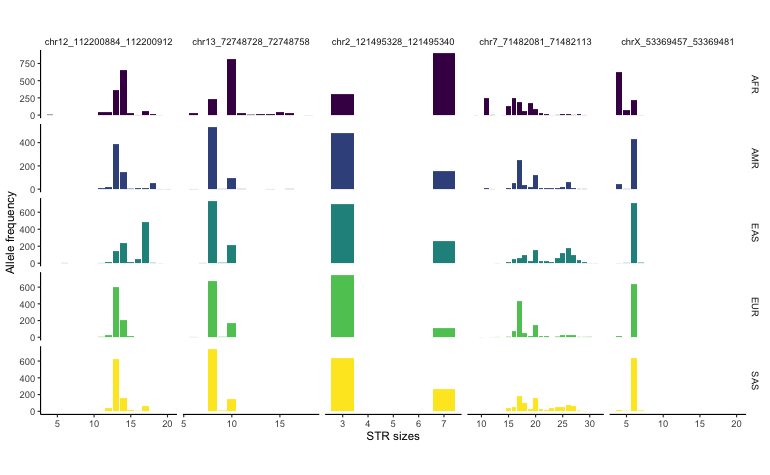 chr12_112200884_112200912 chr13_72748728_72748758 chr2_121495328_121495340 chr7_71482081_71482113 chrX_53369457_53369481
750
500
250
0
AFR
400
200
0
AMR
600
400
200
0
EAS
600
400
200
0
EUR
600
400
200
0
SAS
Allele frequency
5 10 15 20 5 10 15 3 4 5 6 7 10 15 20 25 30 5 10 15 20
STR sizes